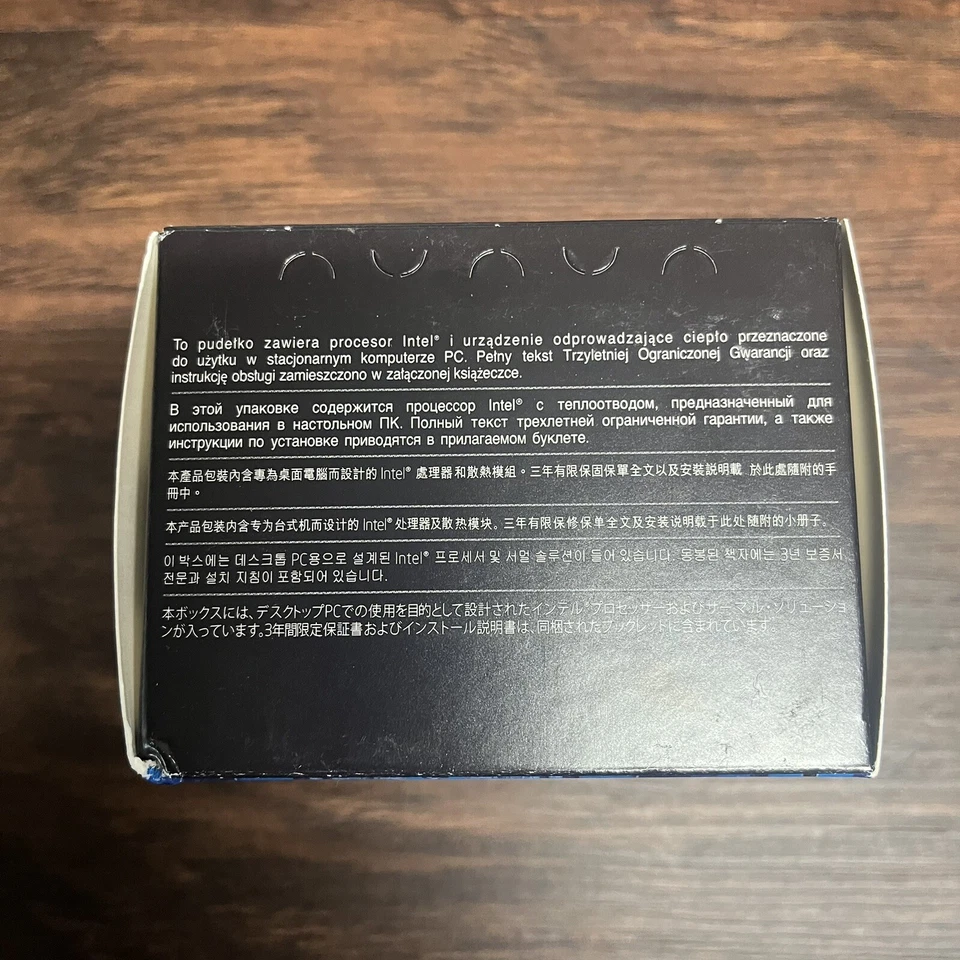 To pudełko zawiera procesor Intel® i urządzenie odprowadzające ciepło przeznaczone
do użytku w stacjonarnym komputerze PC. Pełny tekst Trzyletniej Ograniczonej Gwarancji oraz
instrukcję obsługi zamieszczono w załączonej książeczce.
В этой упаковке содержится процессор Intel® с теплоотводом, предназначенный для
использования в настольном ПК. Полный текст трехлетней ограниченной гарантии, а также
инструкции по установке приводятся в прилагаемом буклете.
本產品包裝內含專為桌面電腦而設計的 Intel® 處理器和散熱模組。三年有限保固保單全文以及安裝說明載 於此處隨附的手
冊中。
本产品包装内含专为台式机而设计的 Intel® 处理器及散热模块。三年有限保修保单全文及安装说明载于此处随附的小册子。
이 박스에는 데스크톱 PC용으로 설계된 Intel® 프로세서 및 서멀 솔루션이 들어 있습니다. 동봉된 책자에는 3년 보증서
전문과 설치 지침이 포함되어 있습니다.
本ボックスには、デスクトップPCでの使用を目的として設計されたインテル® プロセッサーおよびサーマル・ソリューショ
ンが入っています。3年間限定保証書およびインストール説明書は、同梱されたブックレットに含まれています。